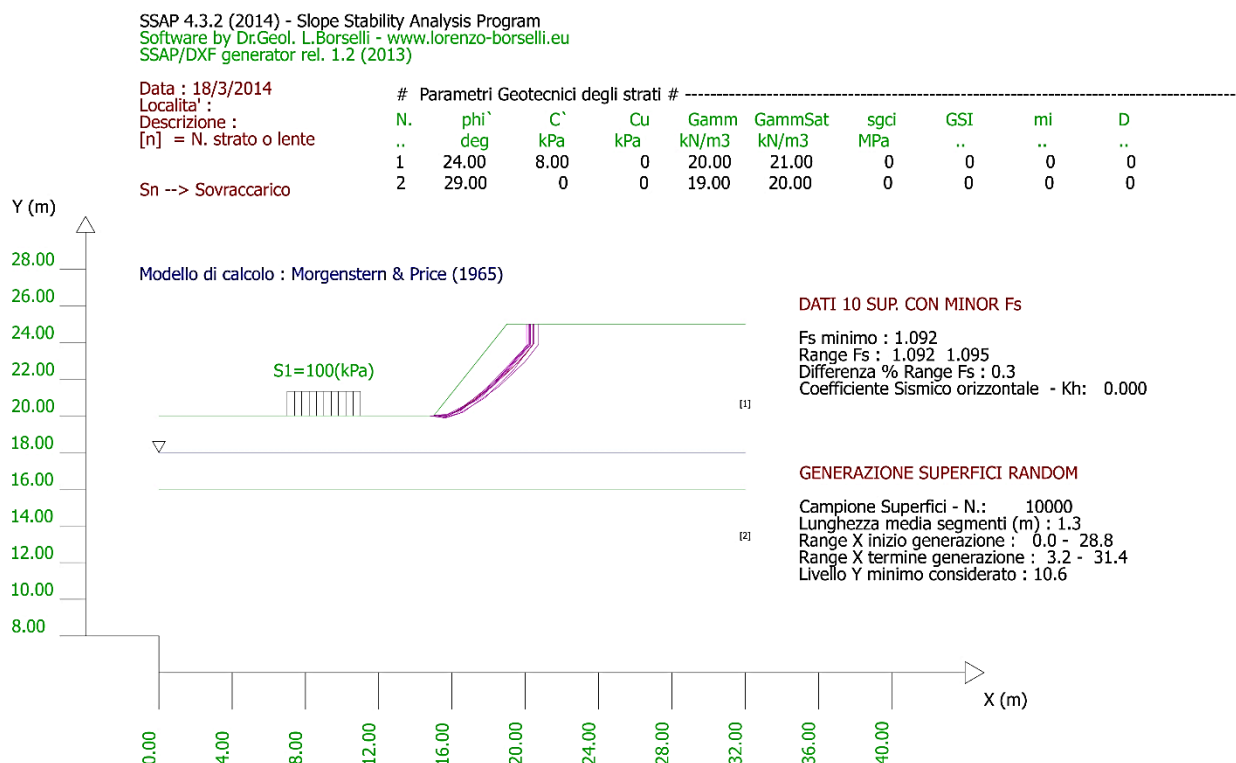 SSAP 4.3.2 (2014) - Slope Stability Analysis Program
Software by Dr.Geol. L.Borselli - www.lorenzo-borselli.eu
SSAP/DXF generator rel. 1.2 (2013)
Data : 18/3/2014
Localita' :
Descrizione :
[n] = N. strato o lente
Sn --> Sovraccarico
# Parametri Geotecnici degli strati # -----------------------------------------------------------------------------------------
N. phi` C` Cu Gamm GammSat sgci GSI mi D
.. deg kPa kPa kN/m3 kN/m3 MPa .. .. ..
1 24.00 8.00 0 20.00 21.00 0 0 0 0
2 29.00 0 0 19.00 20.00 0 0 0 0
Y (m)
28.00
26.00
24.00
22.00
20.00
18.00
16.00
14.00
12.00
10.00
8.00
Modello di calcolo : Morgenstern & Price (1965)
S1=100(kPa)
[1]
[2]
DATI 10 SUP. CON MINOR Fs
Fs minimo : 1.092
Range Fs : 1.092 1.095
Differenza % Range Fs : 0.3
Coefficiente Sismico orizzontale - Kh: 0.000
GENERAZIONE SUPERFICI RANDOM
Campione Superfici - N.: 10000
Lunghezza media segmenti (m) : 1.3
Range X inizio generazione : 0.0 - 28.8
Range X termine generazione : 3.2 - 31.4
Livello Y minimo considerato : 10.6
X (m)
0.00
4.00
8.00
12.00
16.00
20.00
24.00
28.00
32.00
36.00
40.00